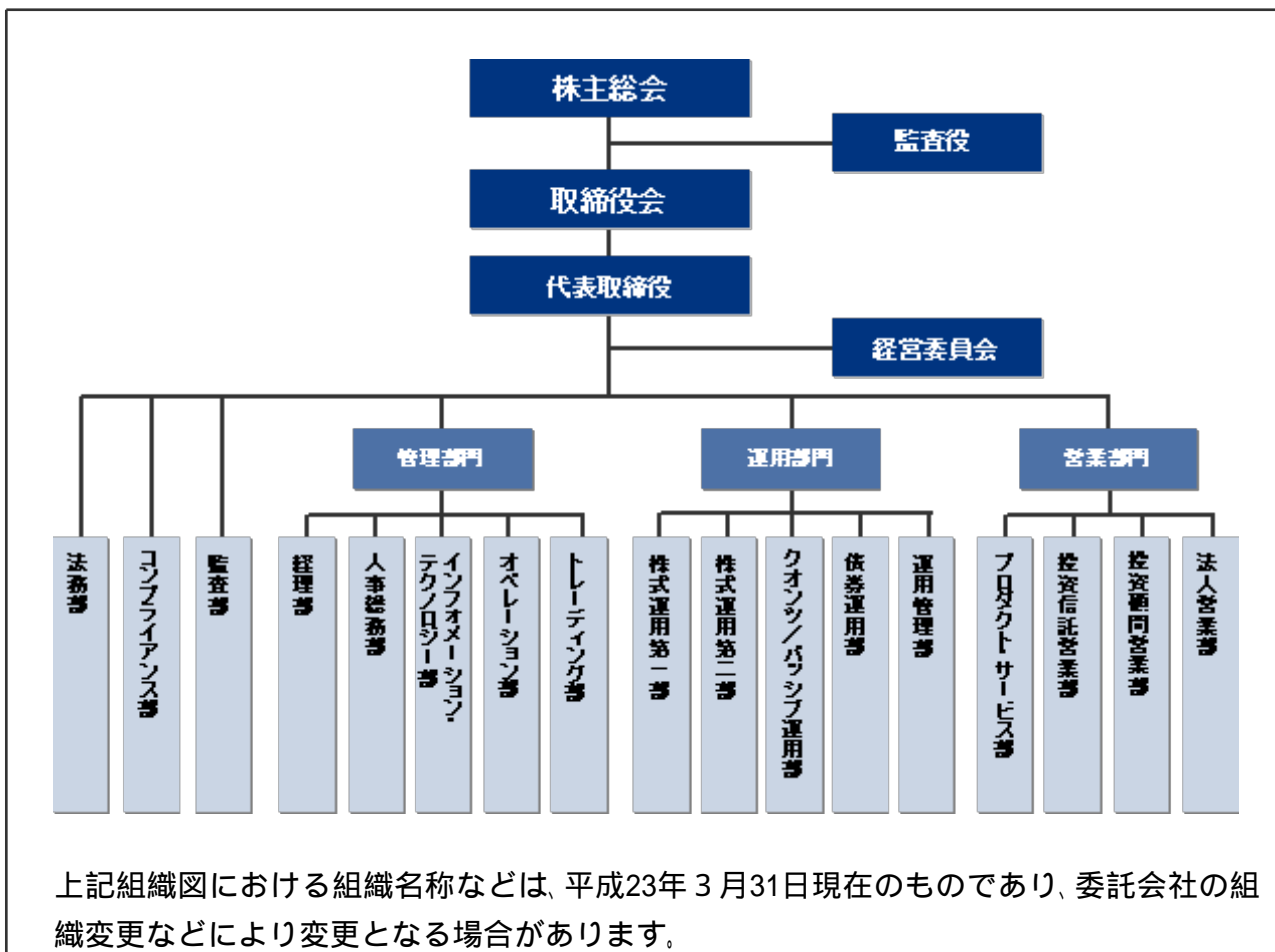 株主総会
監査役
取締役会
代表取締役
経営委員会
管理部門
運用部門
営業部門
法務部
コンプライアンス部
監査部
経理部
人事総務部
インフォメーション・
テクノロジー部
オペレーション部
トレーディング部
株式運用第一部
株式運用第二部
クオンツ/パッシブ運用部
債券運用部
運用管理部
プロダクト・サービス部
投資信託営業部
投資顧問営業部
法人営業部
上記組織図における組織名称などは、平成23年3月31日現在のものであり、委託会社の組
織変更などにより変更となる場合があります。